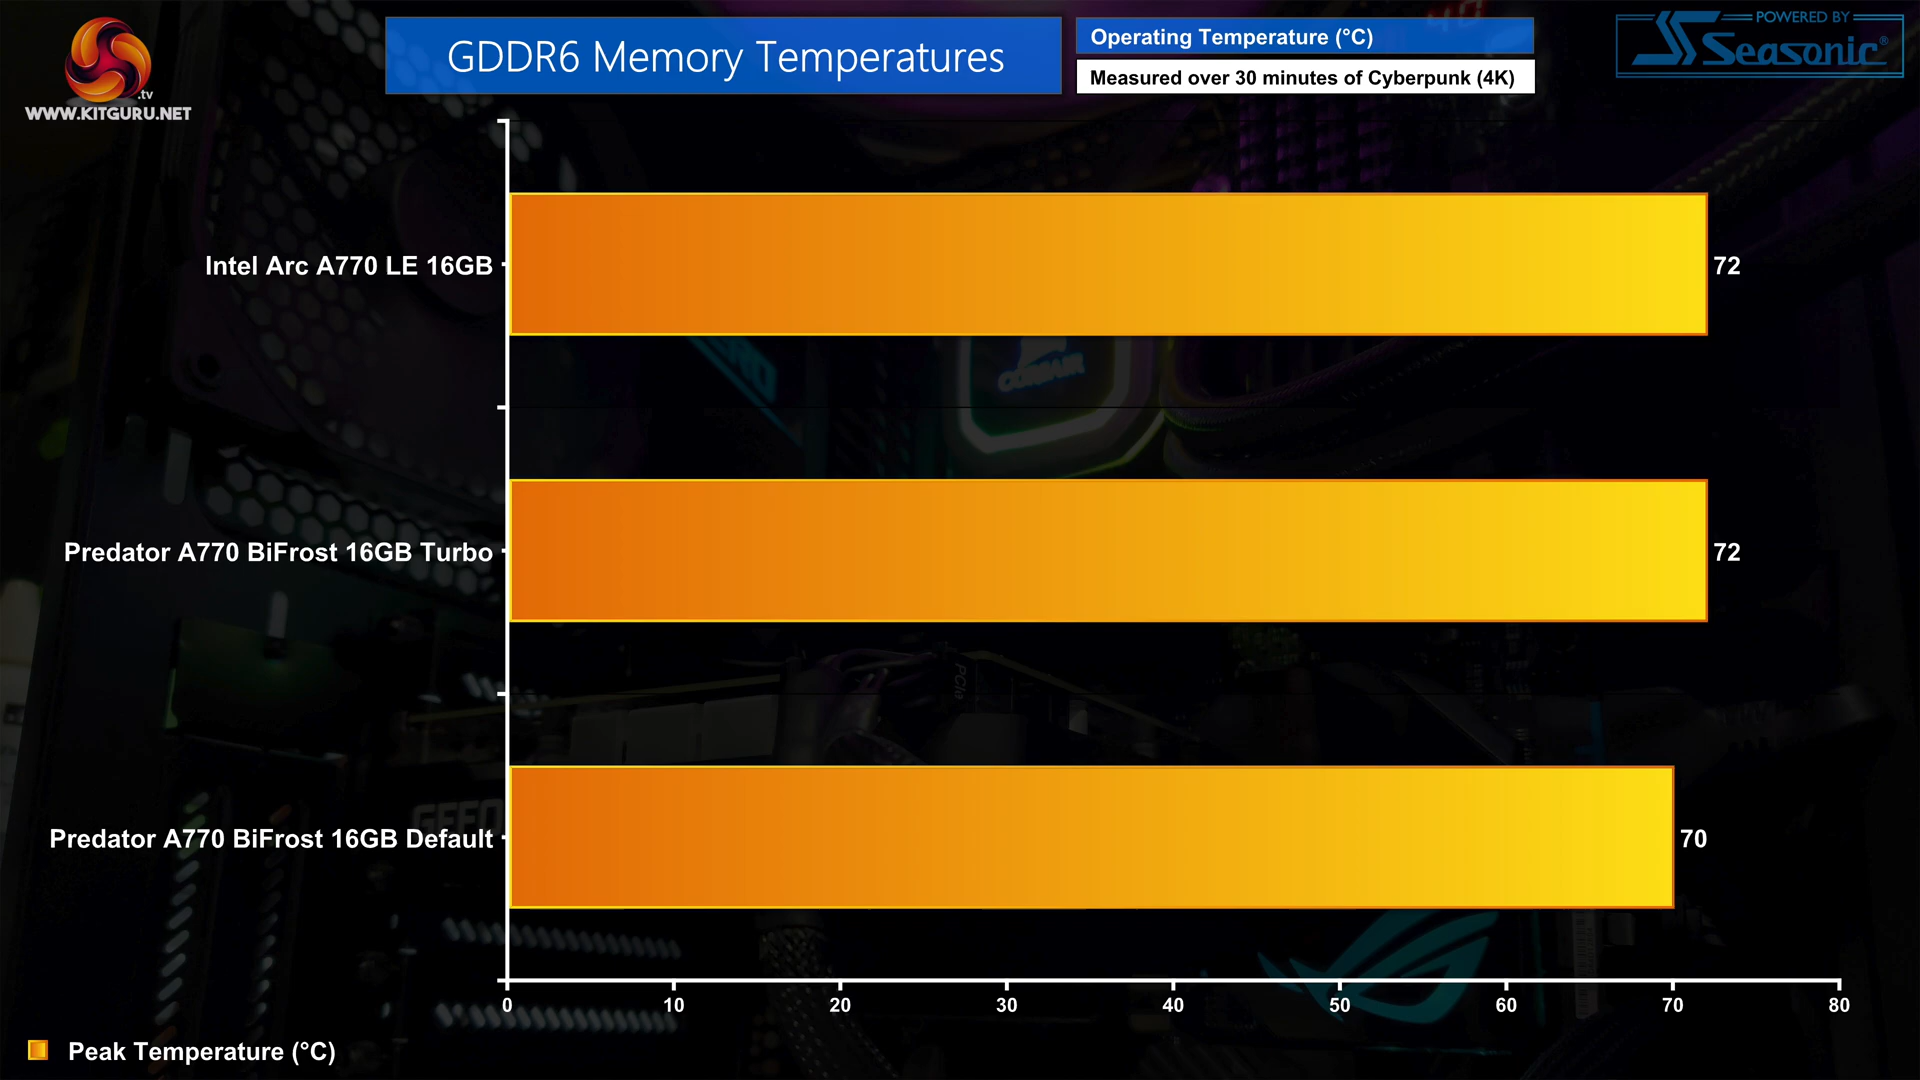 GDDR6 Memory Temperatures
Operating Temperature (°C)
Measured over 30 minutes of Cyberpunk (4K)
POWERED BY
Seasonic®
.tv
WWW.KITGURU.NET
Intel Arc A770 LE 16GB
72
CORSAIR
Predator A770 BiFrost 16GB Turbo
72
PCIe
Predator A770 BiFrost 16GB Default
70
0 10 20 30 40 50 60 70 80
Peak Temperature (°C)